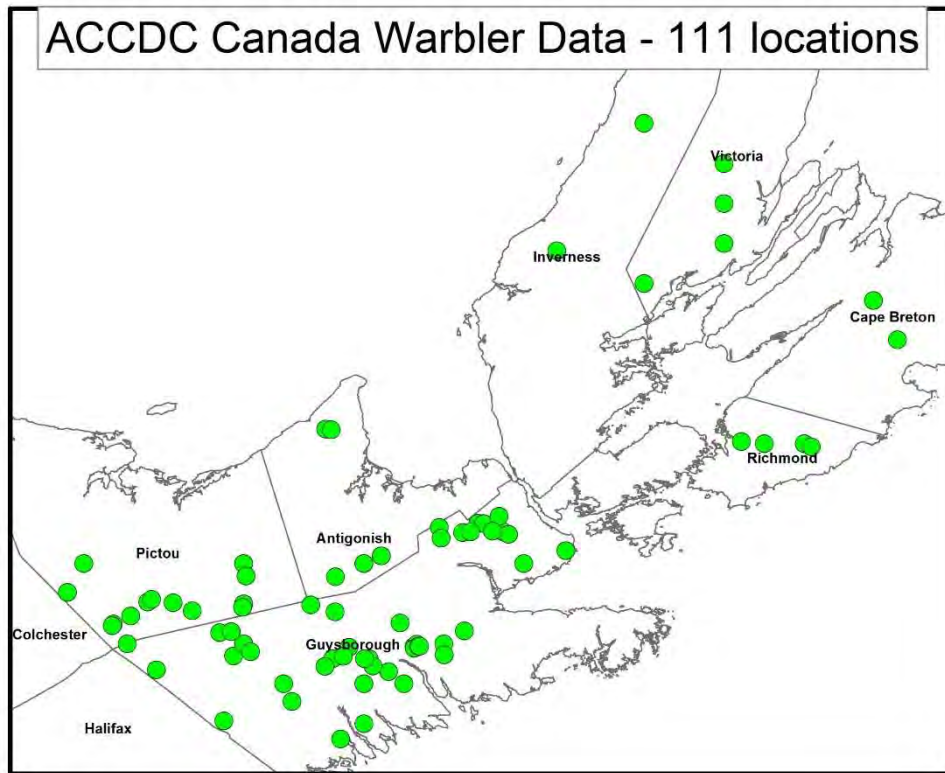 ACCDC Canada Warbler Data - 111 locations
Victoria
Inverness
Cape Breton
Richmond
Antigonish
Pictou
Colchester
Guysborough
Halifax